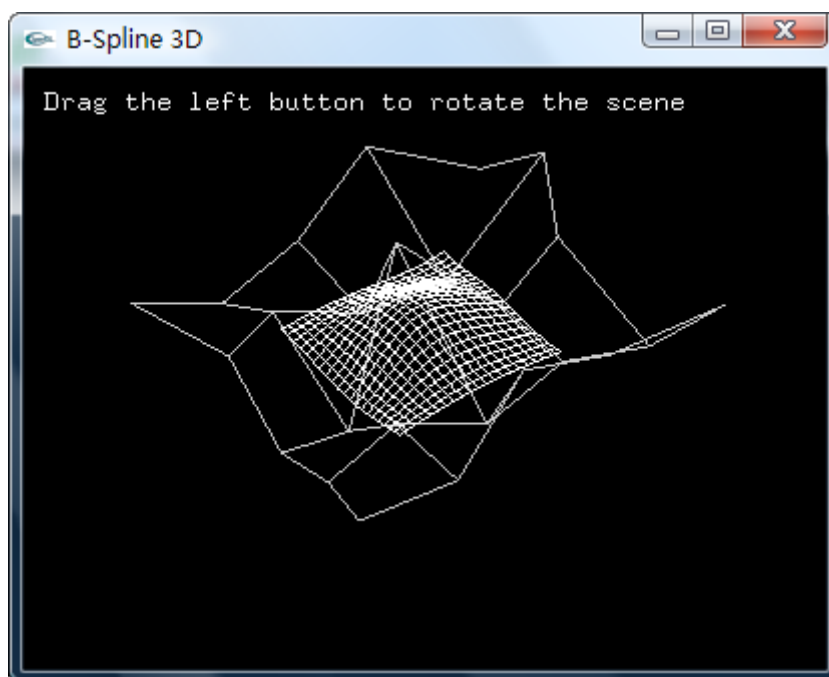 B-Spline 3D
Drag the left button to rotate the scene